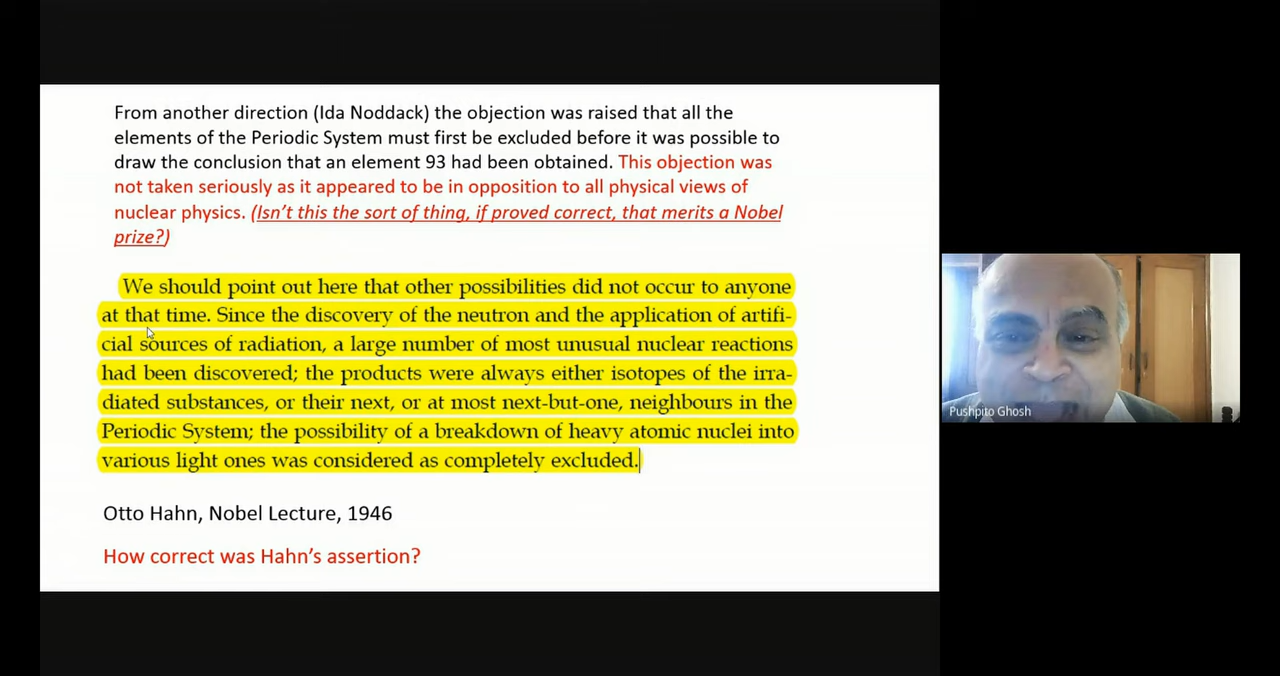 From another direction (Ida Noddack) the objection was raised that all the
elements of the Periodic System must first be excluded before it was possible to
draw the conclusion that an element 93 had been obtained. This objection was
not taken seriously as it appeared to be in opposition to all physical views of
nuclear physics. (Isn't this the sort of thing, if proved correct, that merits a Nobel
prize?)
We should point out here that other possibilities did not occur to anyone
at that time. Since the discovery of the neutron and the application of artifi-
cial sources of radiation, a large number of most unusual nuclear reactions
had been discovered; the products were always either isotopes of the irra-
diated substances, or their next, or at most next-but-one, neighbours in the
Periodic System; the possibility of a breakdown of heavy atomic nuclei into
various light ones was considered as completely excluded.
Otto Hahn, Nobel Lecture, 1946
How correct was Hahn's assertion?
Pushpito Ghosh